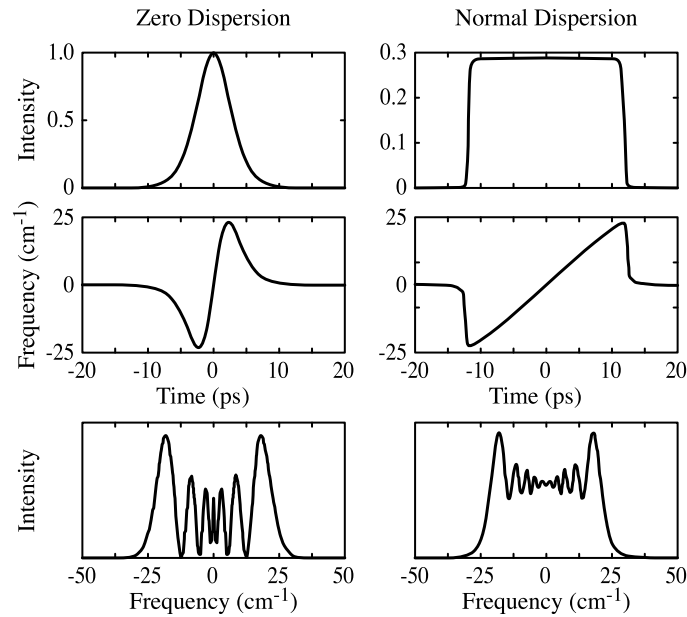 Zero Dispersion
Normal Dispersion
Intensity
1.0
0.5
0
0.3
0.2
0.1
0
Frequency (cm⁻¹)
25
0
-25
25
0
-25
-20 -10 0 10 20
-20 -10 0 10 20
Time (ps)
Time (ps)
Intensity
-50 -25 0 25 50
-50 -25 0 25 50
Frequency (cm⁻¹)
Frequency (cm⁻¹)